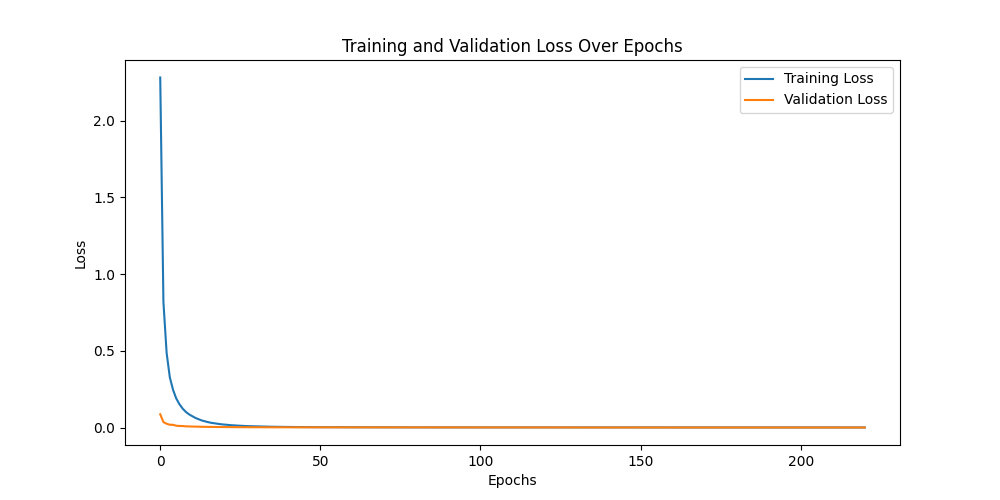 Training and Validation Loss Over Epochs
Training Loss
Validation Loss
2.0
1.5
1.0
0.5
0.0
Loss
0
50
100
150
200
Epochs